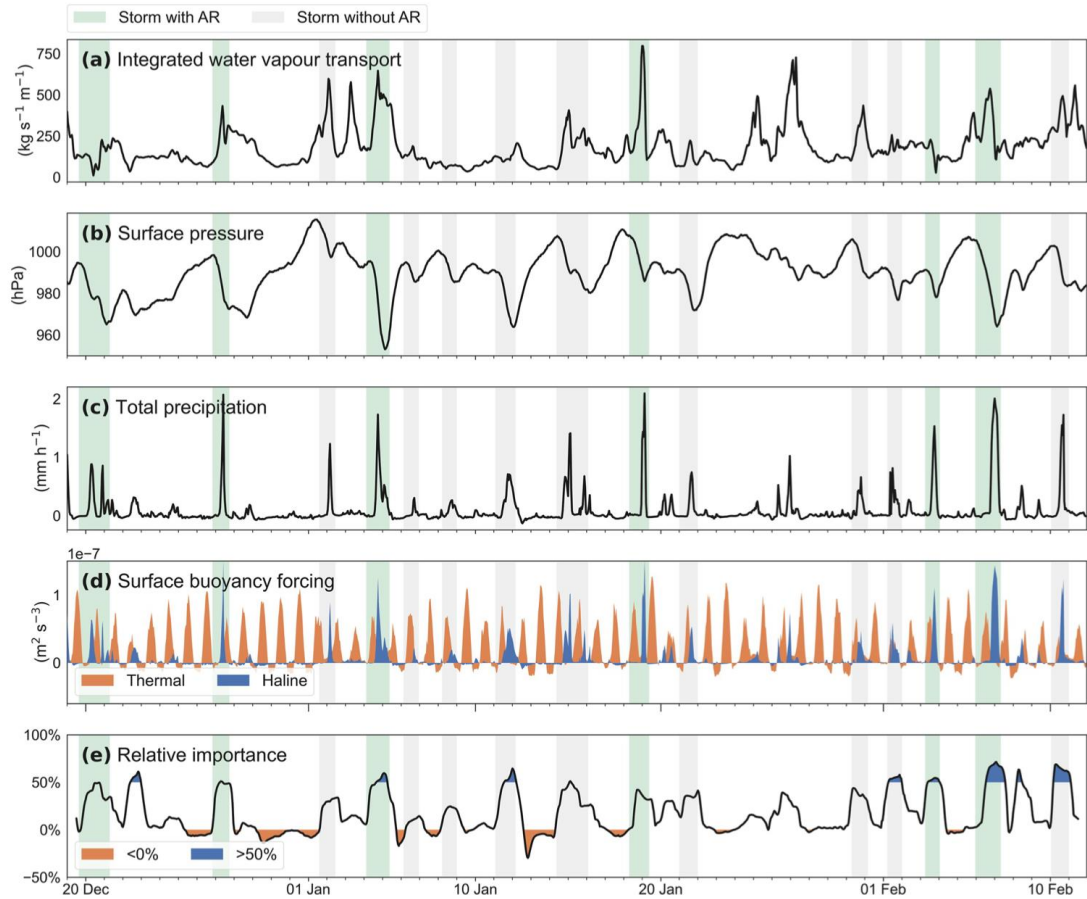 Storm with AR Storm without AR
(a) Integrated water vapour transport
(kg s⁻¹ m⁻¹)
750
500
250
0
(b) Surface pressure
(hPa)
1000
980
960
(c) Total precipitation
(mm h⁻¹)
2
1
0
1e−7
(d) Surface buoyancy forcing
(m² s⁻³)
1
0
Thermal Haline
(e) Relative importance
100%
50%
0%
−50%
<0% >50%
20 Dec 01 Jan 10 Jan 20 Jan 01 Feb 10 Feb